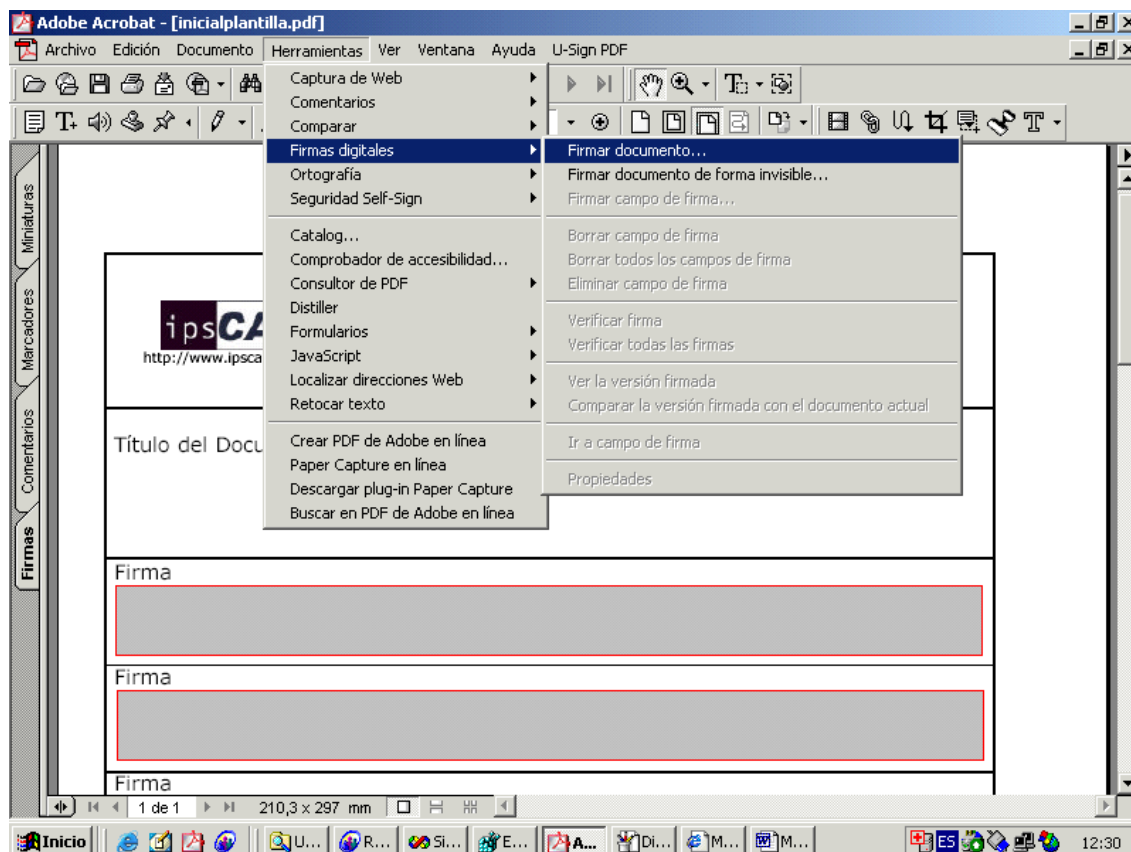 Adobe Acrobat - [inicialplantilla.pdf]
Archivo Edición Documento Herramientas Ver Ventana Ayuda U-Sign PDF
Captura de Web
Comentarios
Comparar
Firmas digitales
Ortografía
Seguridad Self-Sign
Catalog...
Comprobador de accesibilidad...
Consultor de PDF
Distiller
Formularios
JavaScript
Localizar direcciones Web
Retocar texto
Crear PDF de Adobe en línea
Paper Capture en línea
Descargar plug-in Paper Capture
Buscar en PDF de Adobe en línea
Firmar documento...
Firmar documento de forma invisible...
Firmar campo de firma...
Borrar campo de firma
Borrar todos los campos de firma
Eliminar campo de firma
Verificar firma
Verificar todas las firmas
Ver la versión firmada
Comparar la versión firmada con el documento actual
Ir a campo de firma
Propiedades
Miniaturas
Marcadores
Comentarios
Firmas
ipsCA
http://www.ipsca
Título del Docu
Firma
Firma
Firma
1 de 1 210,3 x 297 mm
Inicio U... R... Si... E... A... Di... M... M... ES 12:30